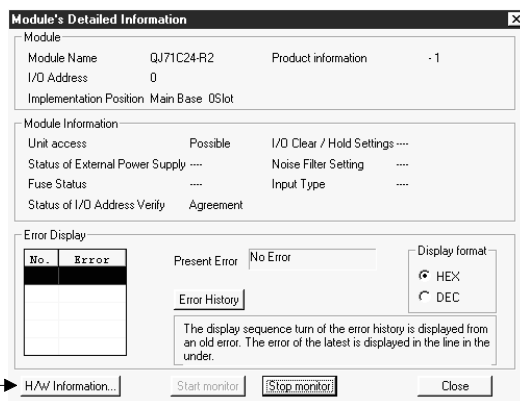 Module's Detailed Information
Module
Module Name QJ71C24-R2 Product information - 1
I/O Address 0
Implementation Position Main Base 0Slot
Module Information
Unit access Possible I/O Clear / Hold Settings ----
Status of External Power Supply ---- Noise Filter Setting ----
Fuse Status ---- Input Type ----
Status of I/O Address Verify Agreement
Error Display
No. Error
Present Error No Error
Display format
HEX
DEC
Error History
The display sequence turn of the error history is displayed from
an old error. The error of the latest is displayed in the line in the
under.
H/W Information... Start monitor Stop monitor Close